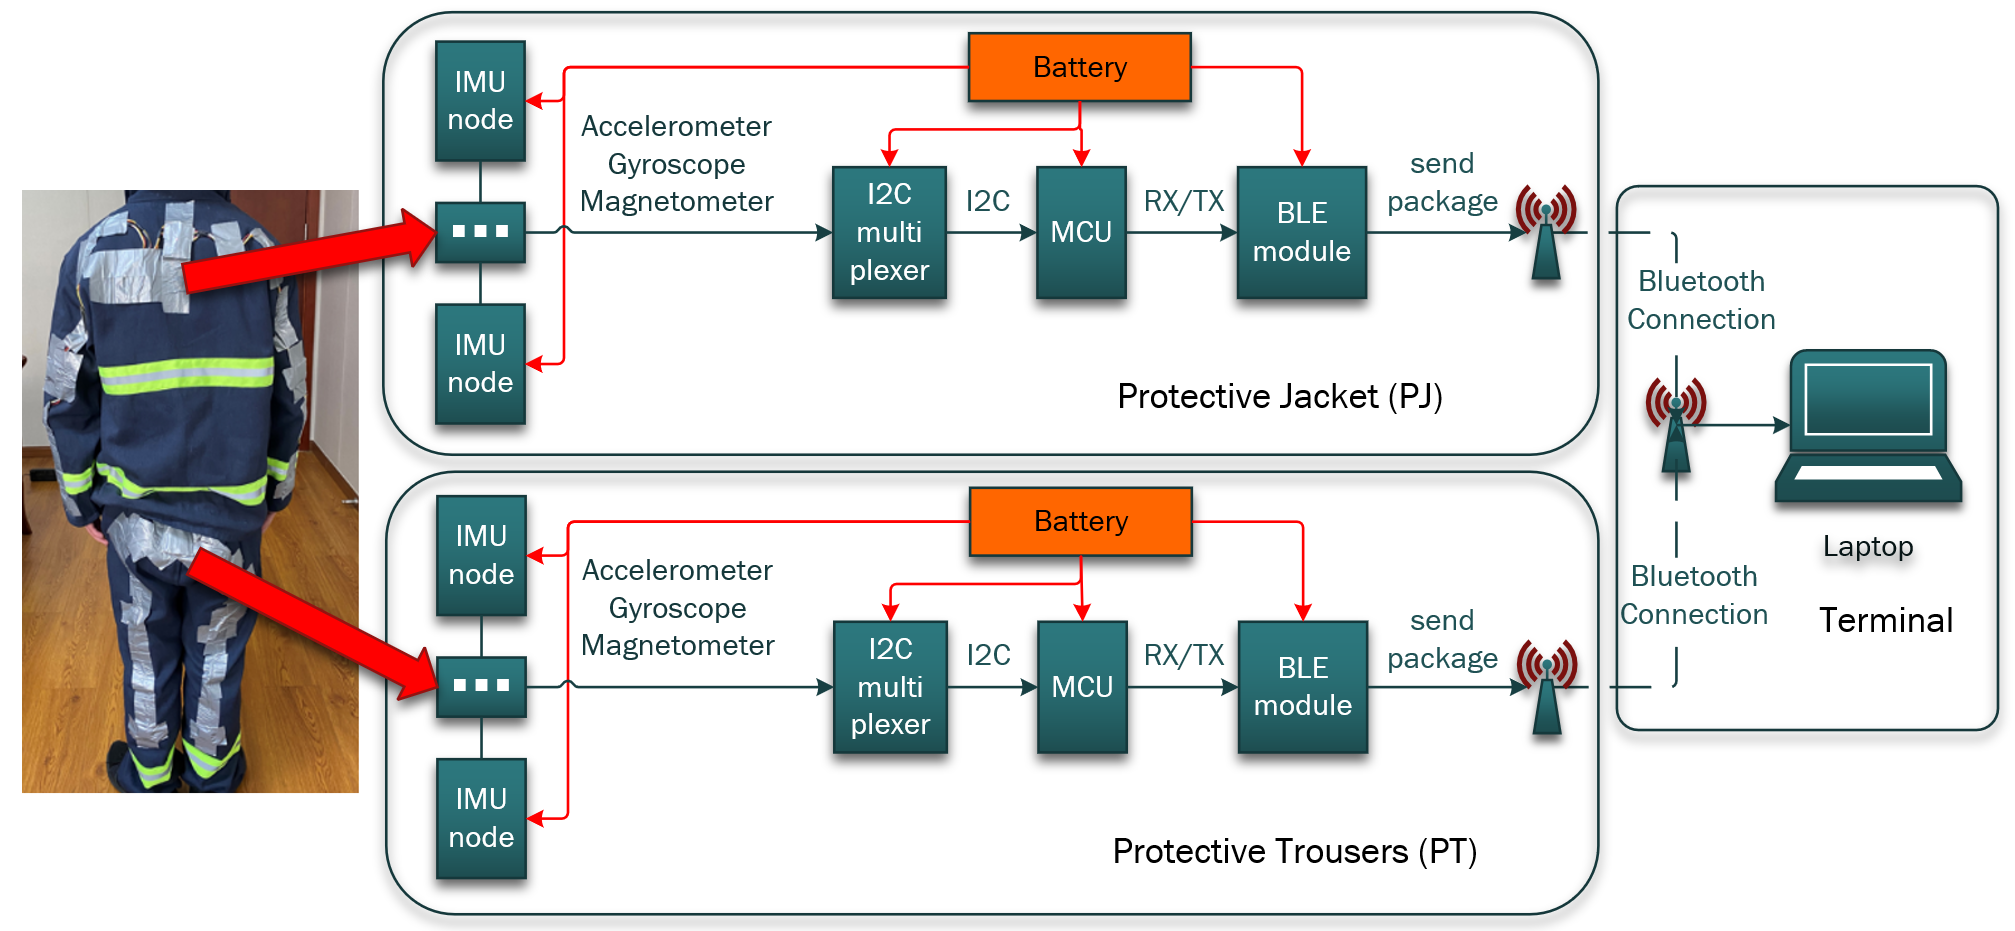 IMU
node
Battery
Accelerometer
Gyroscope
Magnetometer
I2C
multi
plexer
I2C
MCU
RX/TX
BLE
module
send
package
IMU
node
Protective Jacket (PJ)
IMU
node
Battery
Accelerometer
Gyroscope
Magnetometer
I2C
multi
plexer
I2C
MCU
RX/TX
BLE
module
send
package
IMU
node
Protective Trousers (PT)
Bluetooth
Connection
Laptop
Bluetooth
Connection
Terminal